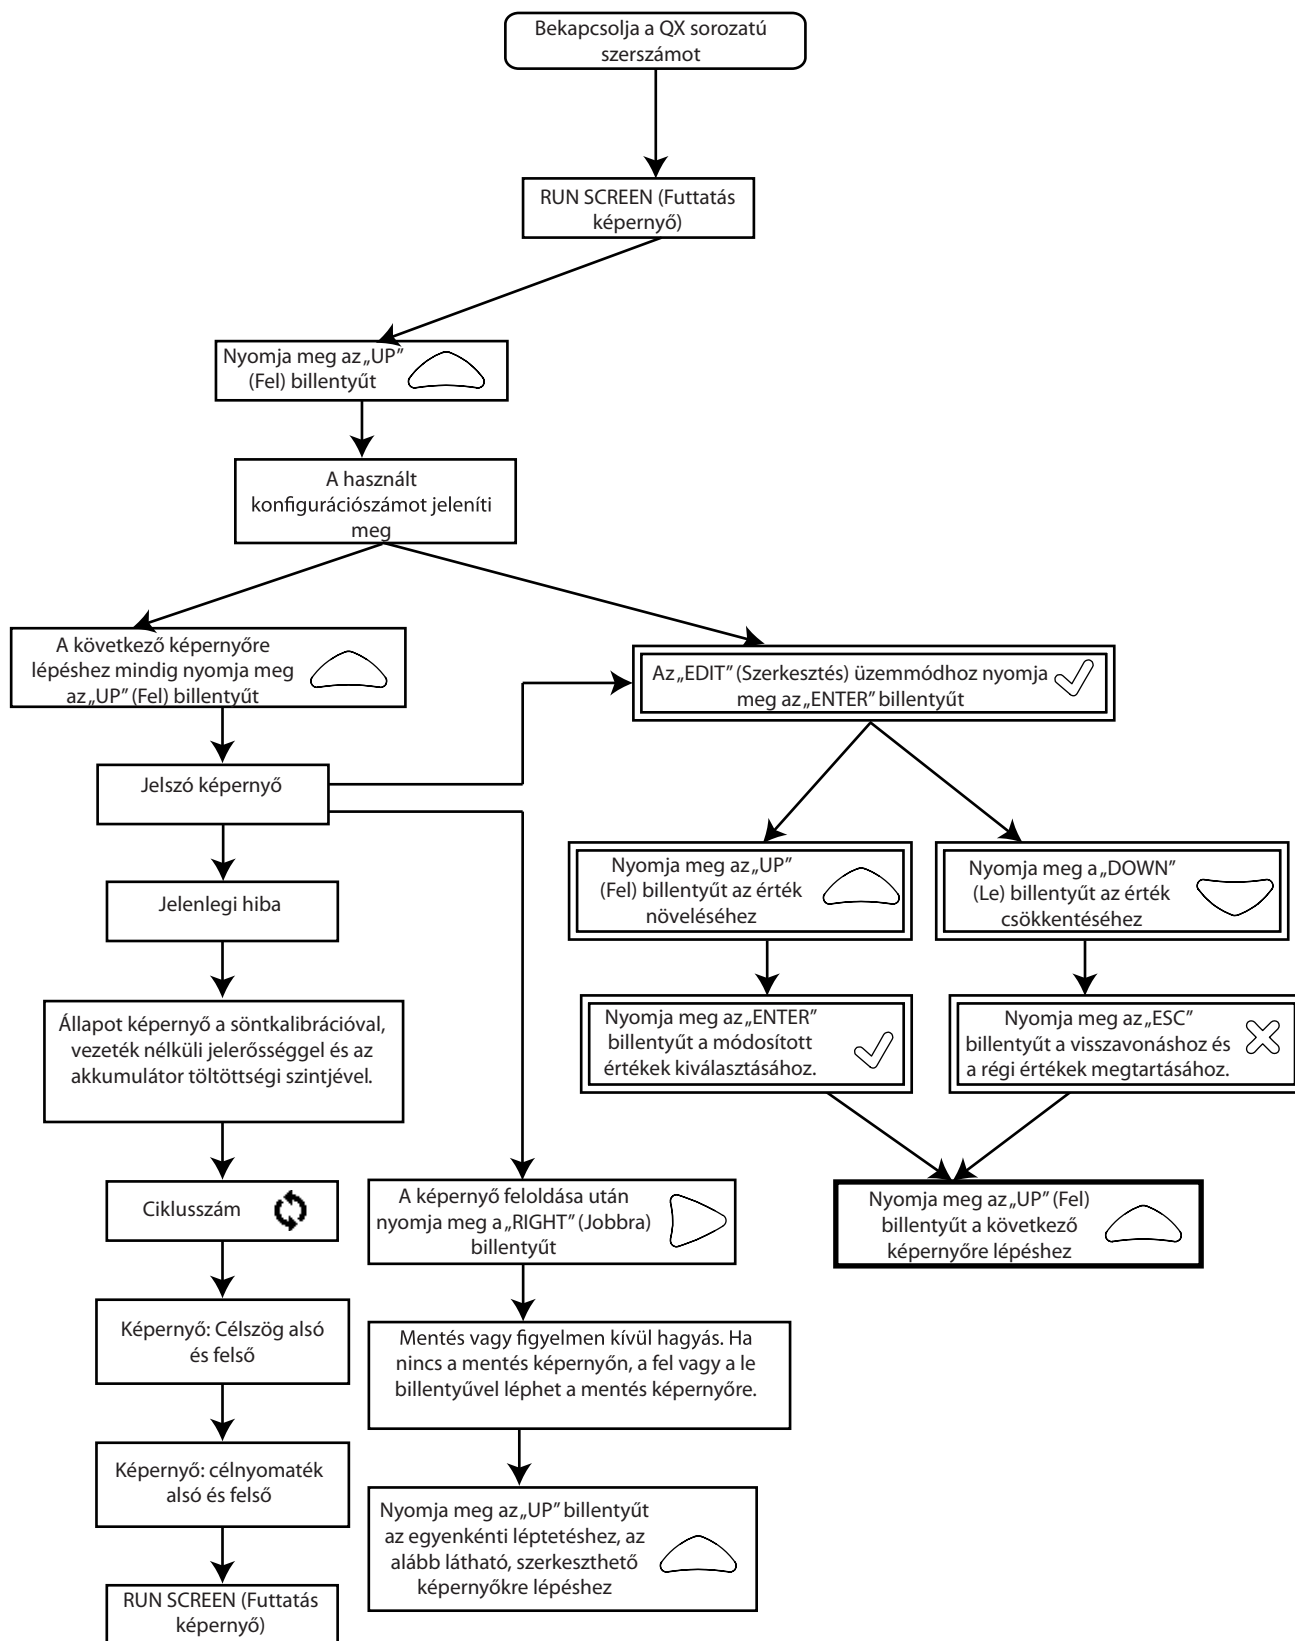 Bekapcsolja a QX sorozatú
szerszámot
RUN SCREEN (Futtatás
képernyő)
Nyomja meg az „UP”
(Fel) billentyűt
A használt
konfigurációszámot jeleníti
meg
A következő képernyőre
lépéshez mindig nyomja meg
az „UP” (Fel) billentyűt
Az „EDIT” (Szerkesztés) üzemmódhoz nyomja
meg az „ENTER” billentyűt
Jelszó képernyő
Nyomja meg az „UP”
(Fel) billentyűt az érték
növeléséhez
Nyomja meg a „DOWN”
(Le) billentyűt az érték
csökkentéséhez
Jelenlegi hiba
Állapot képernyő a söntkalibrációval,
vezeték nélküli jelerősséggel és az
akkumulátor töltöttségi szintjével.
Nyomja meg az „ENTER”
billentyűt a módosított
értékek kiválasztásához.
Nyomja meg az „ESC”
billentyűt a visszavonáshoz és
a régi értékek megtartásához.
Ciklusszám
A képernyő feloldása után
nyomja meg a „RIGHT” (Jobbra)
billentyűt
Nyomja meg az „UP” (Fel)
billentyűt a következő
képernyőre lépéshez
Képernyő: Célszög alsó
és felső
Mentés vagy figyelmen kívül hagyás. Ha
nincs a mentés képernyőn, a fel vagy a le
billentyűvel léphet a mentés képernyőre.
Képernyő: célnyomaték
alsó és felső
Nyomja meg az „UP” billentyűt
az egyenkénti léptetéshez, az
alább látható, szerkeszthető
képernyőkre lépéshez
RUN SCREEN (Futtatás
képernyő)